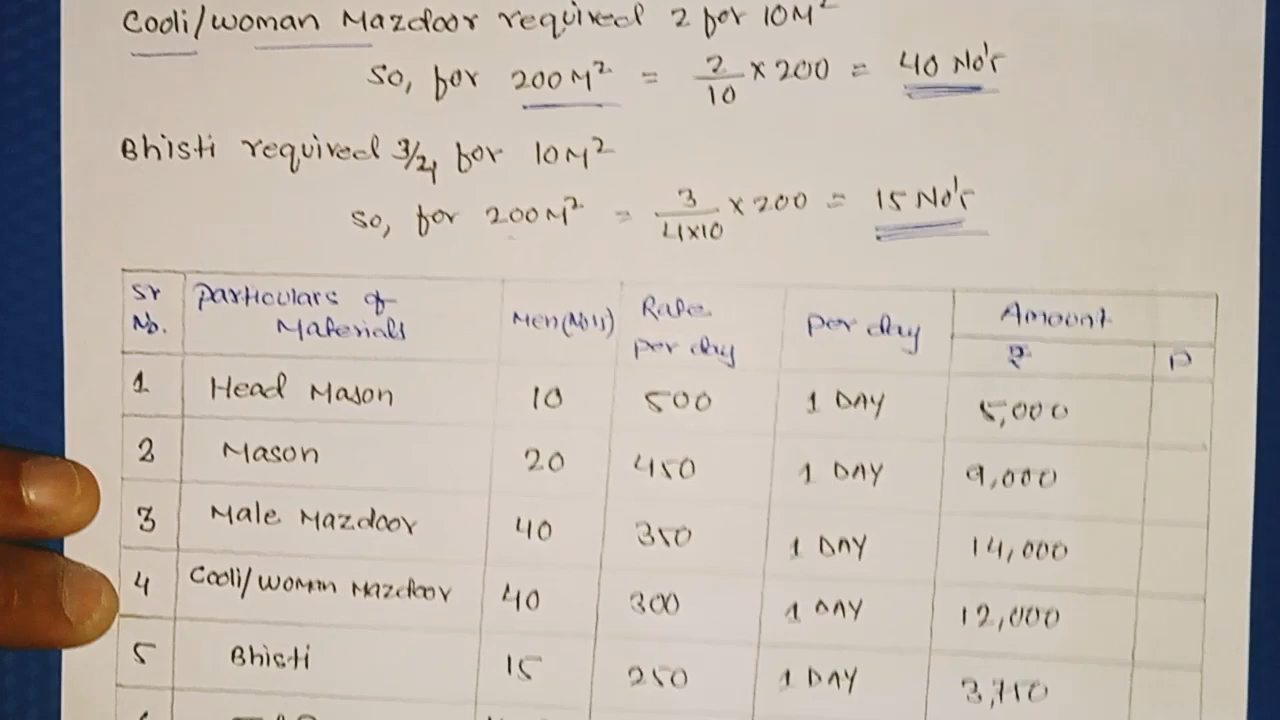 Cooli/woman Mazdoor required 2 for 10M²
So, for 200M² = 2/10 × 200 = 40 No's
Bhisti required 3/4 for 10M²
So, for 200M² = 3/4×10 × 200 = 15 No's
Sr No. | Particulars of Materials | Men(No's) | Rate per day | Per day | Amount ₹ | P
1 | Head Mason | 10 | 500 | 1 DAY | 5,000
2 | Mason | 20 | 450 | 1 DAY | 9,000
3 | Male Mazdoor | 40 | 350 | 1 DAY | 14,000
4 | Cooli/woman Mazdoor | 40 | 300 | 1 DAY | 12,000
5 | Bhisti | 15 | 250 | 1 DAY | 3,750